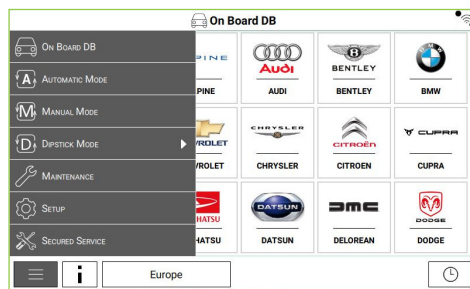 On Board DB
ON BOARD DB
A AUTOMATIC MODE
M MANUAL MODE
D DIPSTICK MODE
MAINTENANCE
SETUP
SECURED SERVICE
PINE
Audi
BENTLEY
BMW
PINE
AUDI
BENTLEY
BMW
CHRYSLER
CITROËN
CUPRA
VROLET
CHRYSLER
CITROEN
CUPRA
HATSU
DATSUN
DMC
DODGE
HATSU
DATSUN
DELOREAN
DODGE
i
Europe